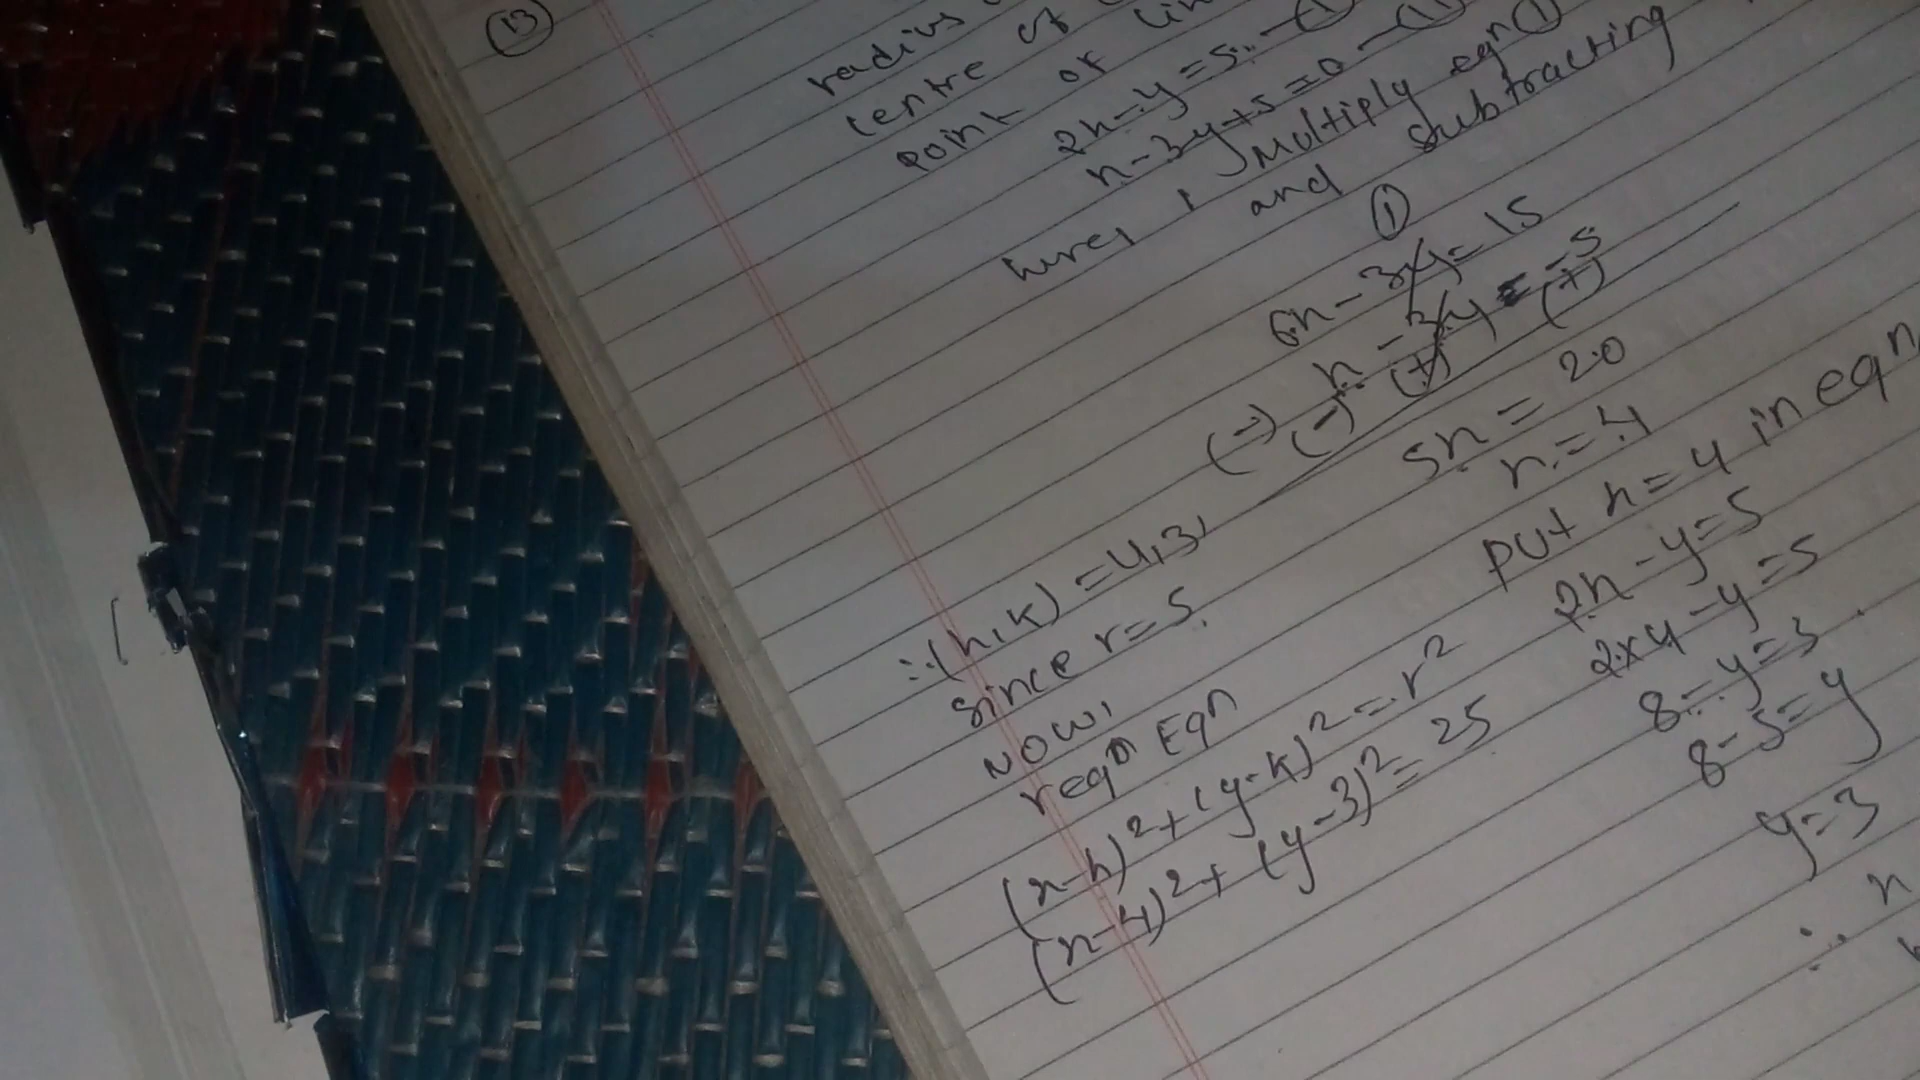 13
radius
centre of
point of
2x-y=5 -(I)
x-3y+5=0 -(II)
here, Multiply eqn (I)
and subtracting
(I)
6x-3y=15
x-3y=-5
(-) (-) (+) (+)
5x=20
x=4
put x=4 in eqn
2x-y=5
2×4-y=5
8-y=5
8-5=y
y=3
∴ x
∴(h,k)=4,3)
since r=5.
Now,
reqn Eqn
(x-h)²+(y-k)²=r²
(x-4)²+(y-3)²=25